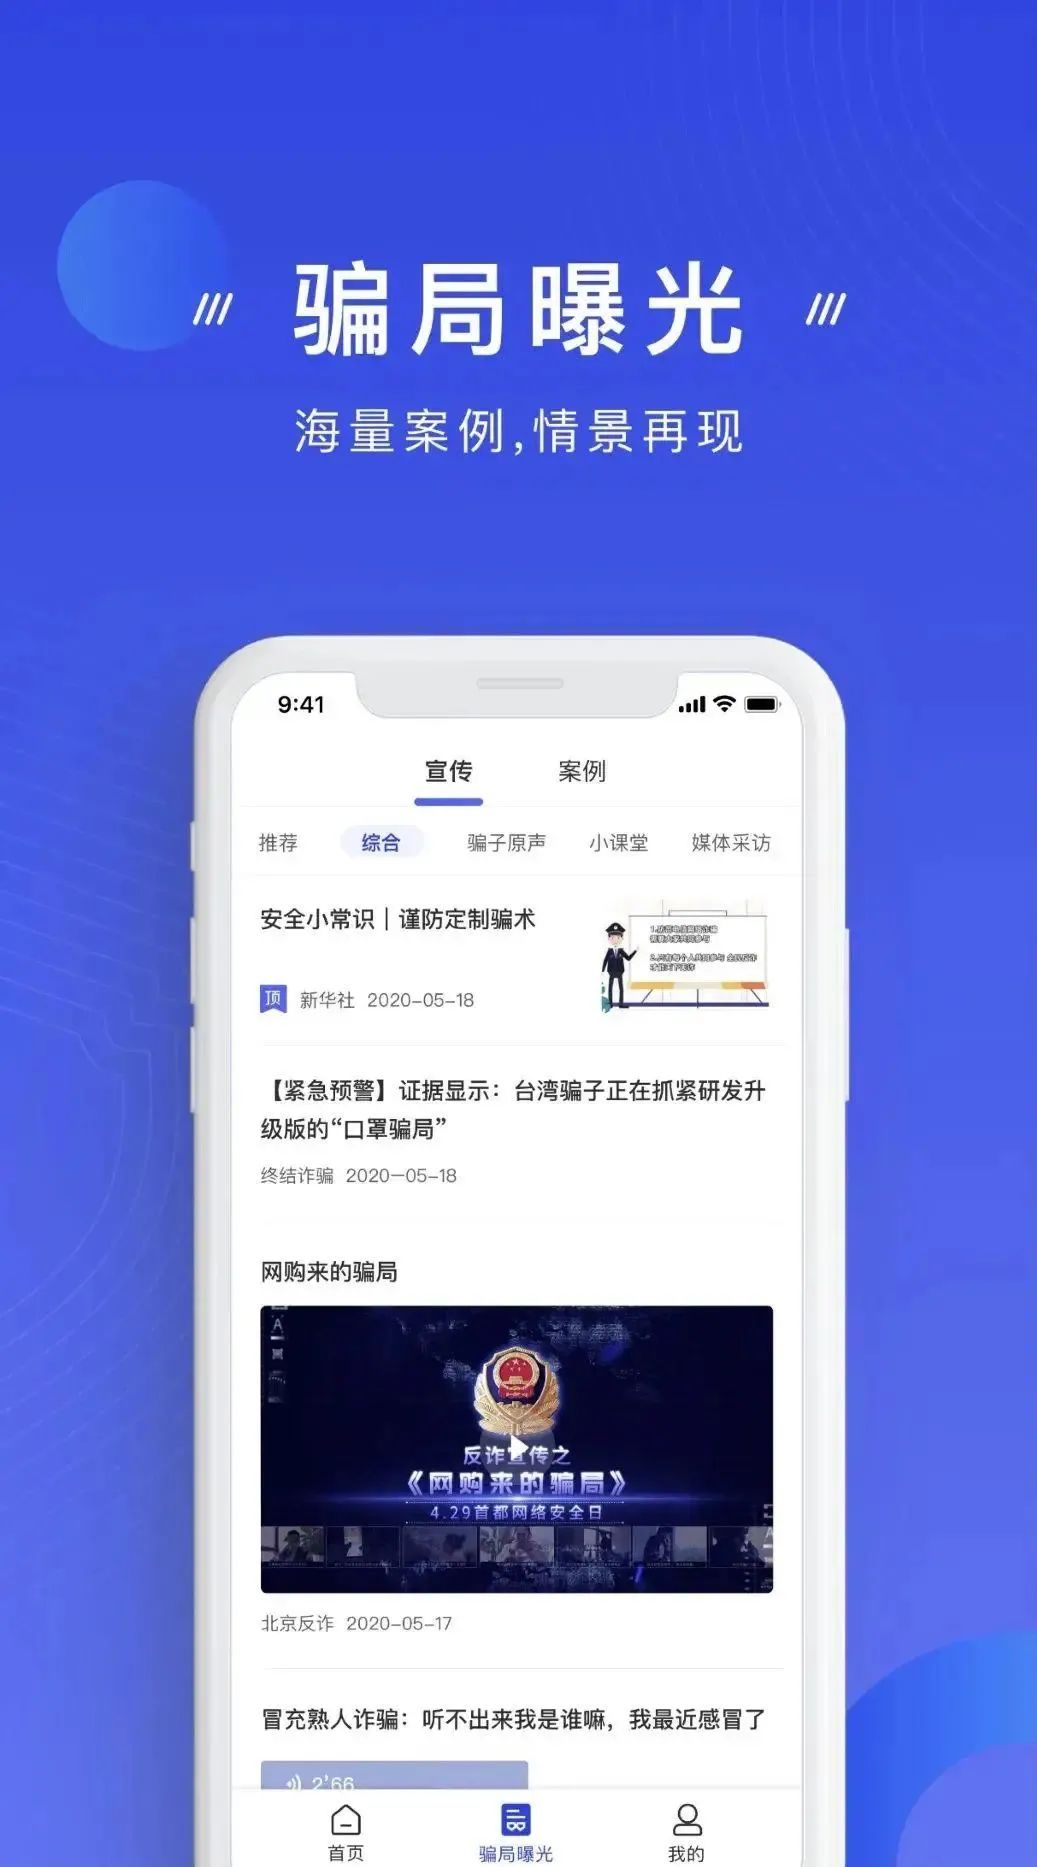 骗局曝光
海量案例,情景再现
9:41
宣传 案例
推荐 综合 骗子原声 小课堂 媒体采访
安全小常识｜谨防定制骗术
顶 新华社 2020-05-18
【紧急预警】证据显示：台湾骗子正在抓紧研发升
级版的“口罩骗局”
终结诈骗 2020-05-18
网购来的骗局
反诈宣传之
《网购来的骗局》
4.29首都网络安全日
北京反诈 2020-05-17
冒充熟人诈骗：听不出来我是谁嘛，我最近感冒了
2’66
首页 骗局曝光 我的